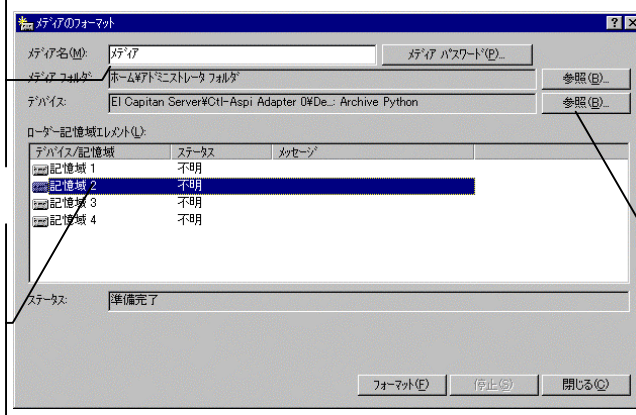 メディアのフォーマット
メディア名(M): メディア メディア パスワード(P)...
メディア フォルダ: ホーム¥アドミニストレータ フォルダ 参照(B)...
デバイス: El Capitan Server¥Ctl-Aspi Adapter 0¥De..: Archive Python 参照(B)...
ローダー記憶域エレメント(L):
デバイス/記憶域 ステータス メッセージ
記憶域 1 不明
記憶域 2 不明
記憶域 3 不明
記憶域 4 不明
ステータス: 準備完了
フォーマット(F) 停止(S) 閉じる(C)